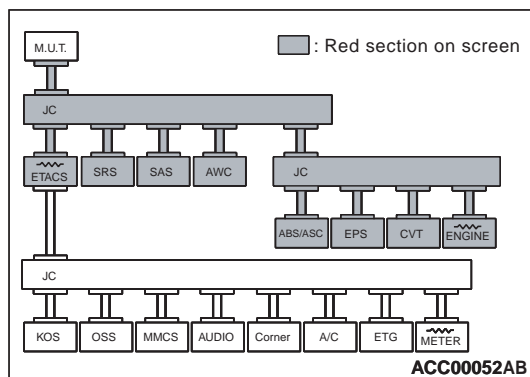 M.U.T.
: Red section on screen
JC
ETACS
SRS
SAS
AWC
JC
ABS/ASC
EPS
CVT
ENGINE
JC
KOS
OSS
MMCS
AUDIO
Corner
A/C
ETG
METER
ACC00052AB